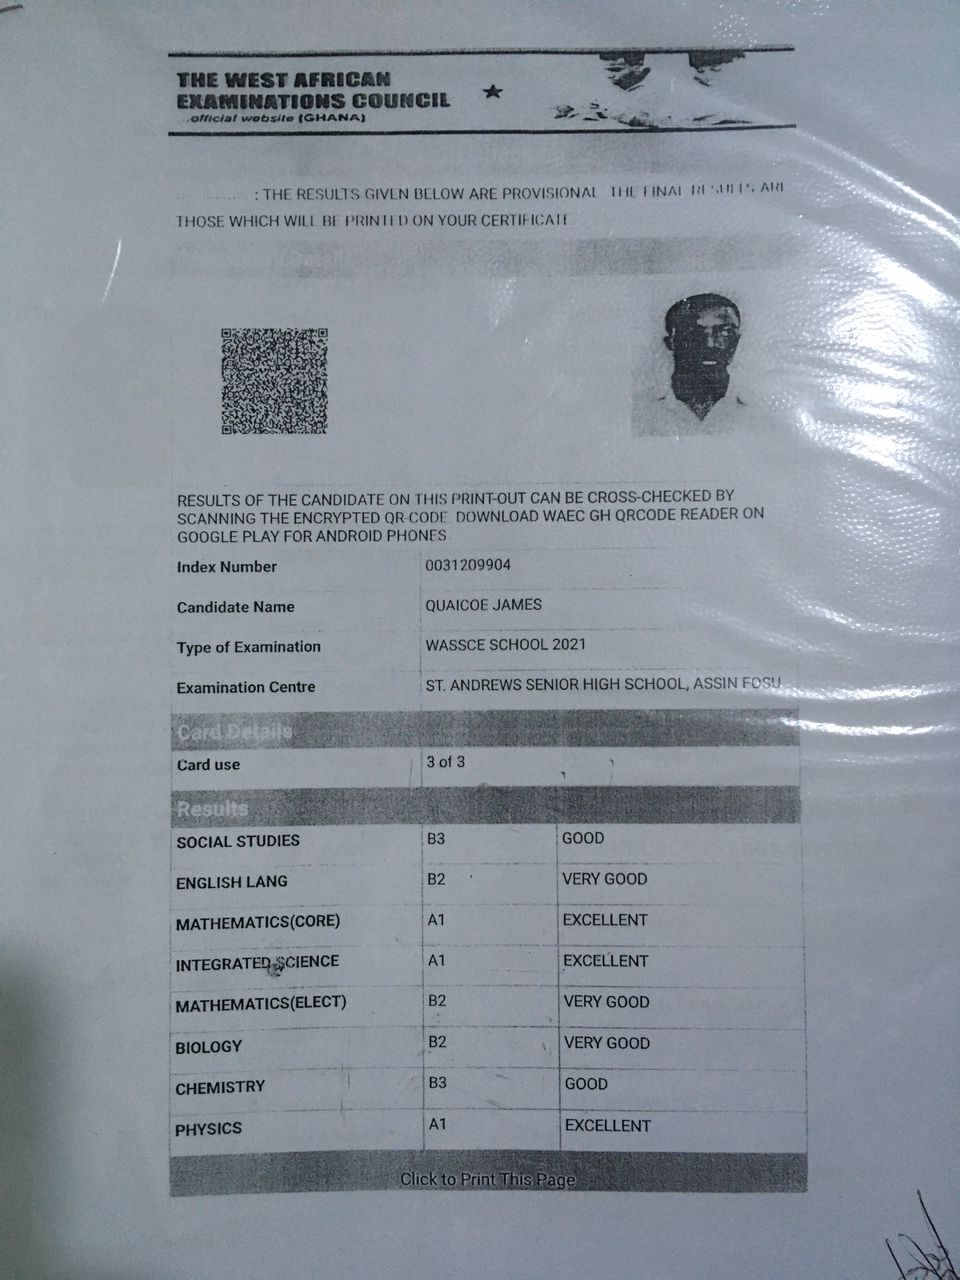 THE WEST AFRICAN
EXAMINATIONS COUNCIL
...official website (GHANA)
: THE RESULTS GIVEN BELOW ARE PROVISIONAL THE FINAL RESULTS ARE
THOSE WHICH WILL BE PRINTED ON YOUR CERTIFICATE
RESULTS OF THE CANDIDATE ON THIS PRINT-OUT CAN BE CROSS-CHECKED BY
SCANNING THE ENCRYPTED QR-CODE DOWNLOAD WAEC GH QRCODE READER ON
GOOGLE PLAY FOR ANDROID PHONES
Index Number 0031209904
Candidate Name QUAICOE JAMES
Type of Examination WASSCE SCHOOL 2021
Examination Centre ST. ANDREWS SENIOR HIGH SCHOOL, ASSIN FOSU
Card Details
Card use 3 of 3
Results
SOCIAL STUDIES B3 GOOD
ENGLISH LANG B2 VERY GOOD
MATHEMATICS(CORE) A1 EXCELLENT
INTEGRATED SCIENCE A1 EXCELLENT
MATHEMATICS(ELECT) B2 VERY GOOD
BIOLOGY B2 VERY GOOD
CHEMISTRY B3 GOOD
PHYSICS A1 EXCELLENT
Click to Print This Page